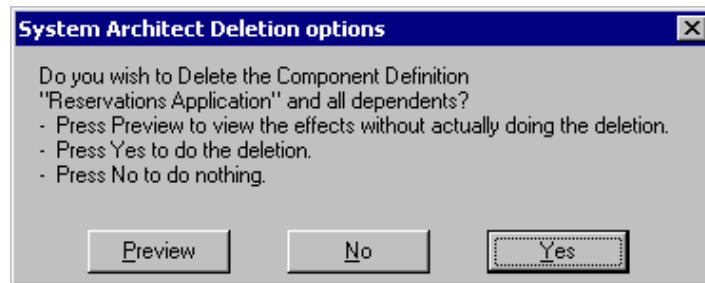 System Architect Deletion options
Do you wish to Delete the Component Definition
"Reservations Application" and all dependents?
- Press Preview to view the effects without actually doing the deletion.
- Press Yes to do the deletion.
- Press No to do nothing.
Preview No Yes